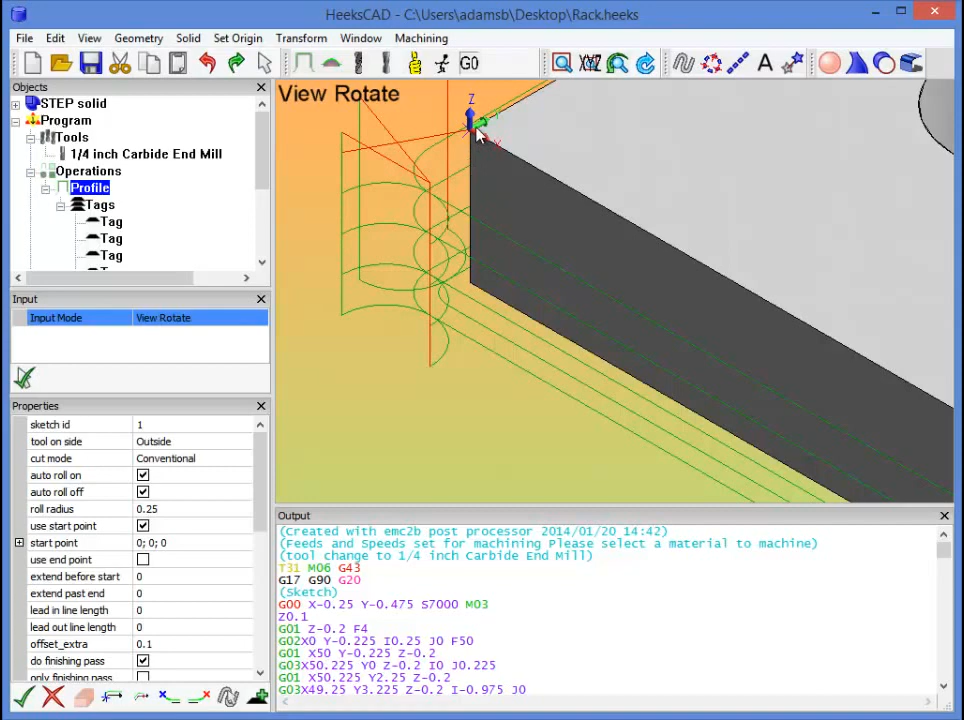 HeeksCAD - C:\Users\adamsb\Desktop\Rack.heeks
File Edit View Geometry Solid Set Origin Transform Window Machining
G0
XYZ
A
Objects
STEP solid
Program
Tools
1/4 inch Carbide End Mill
Operations
Profile
Tags
Tag
Tag
Tag
Input
Input Mode View Rotate
Properties
sketch id 1
tool on side Outside
cut mode Conventional
auto roll on
auto roll off
roll radius 0.25
use start point
start point 0; 0; 0
use end point
extend before start 0
extend past end 0
lead in line length 0
lead out line length 0
offset_extra 0.1
do finishing pass
only finishing pass
View Rotate
Z
Y
X
Output
(Created with emc2b post processor 2014/01/20 14:42)
(Feeds and Speeds set for machining Please select a material to machine)
(tool change to 1/4 inch Carbide End Mill)
T31 M06 G43
G17 G90 G20
(Sketch)
G00 X-0.25 Y-0.475 S7000 M03
Z0.1
G01 Z-0.2 F4
G02X0 Y-0.225 I0.25 J0 F50
G01 X50 Y-0.225 Z-0.2
G03X50.225 Y0 Z-0.2 I0 J0.225
G01 X50.225 Y2.25 Z-0.2
G03X49.25 Y3.225 Z-0.2 I-0.975 J0